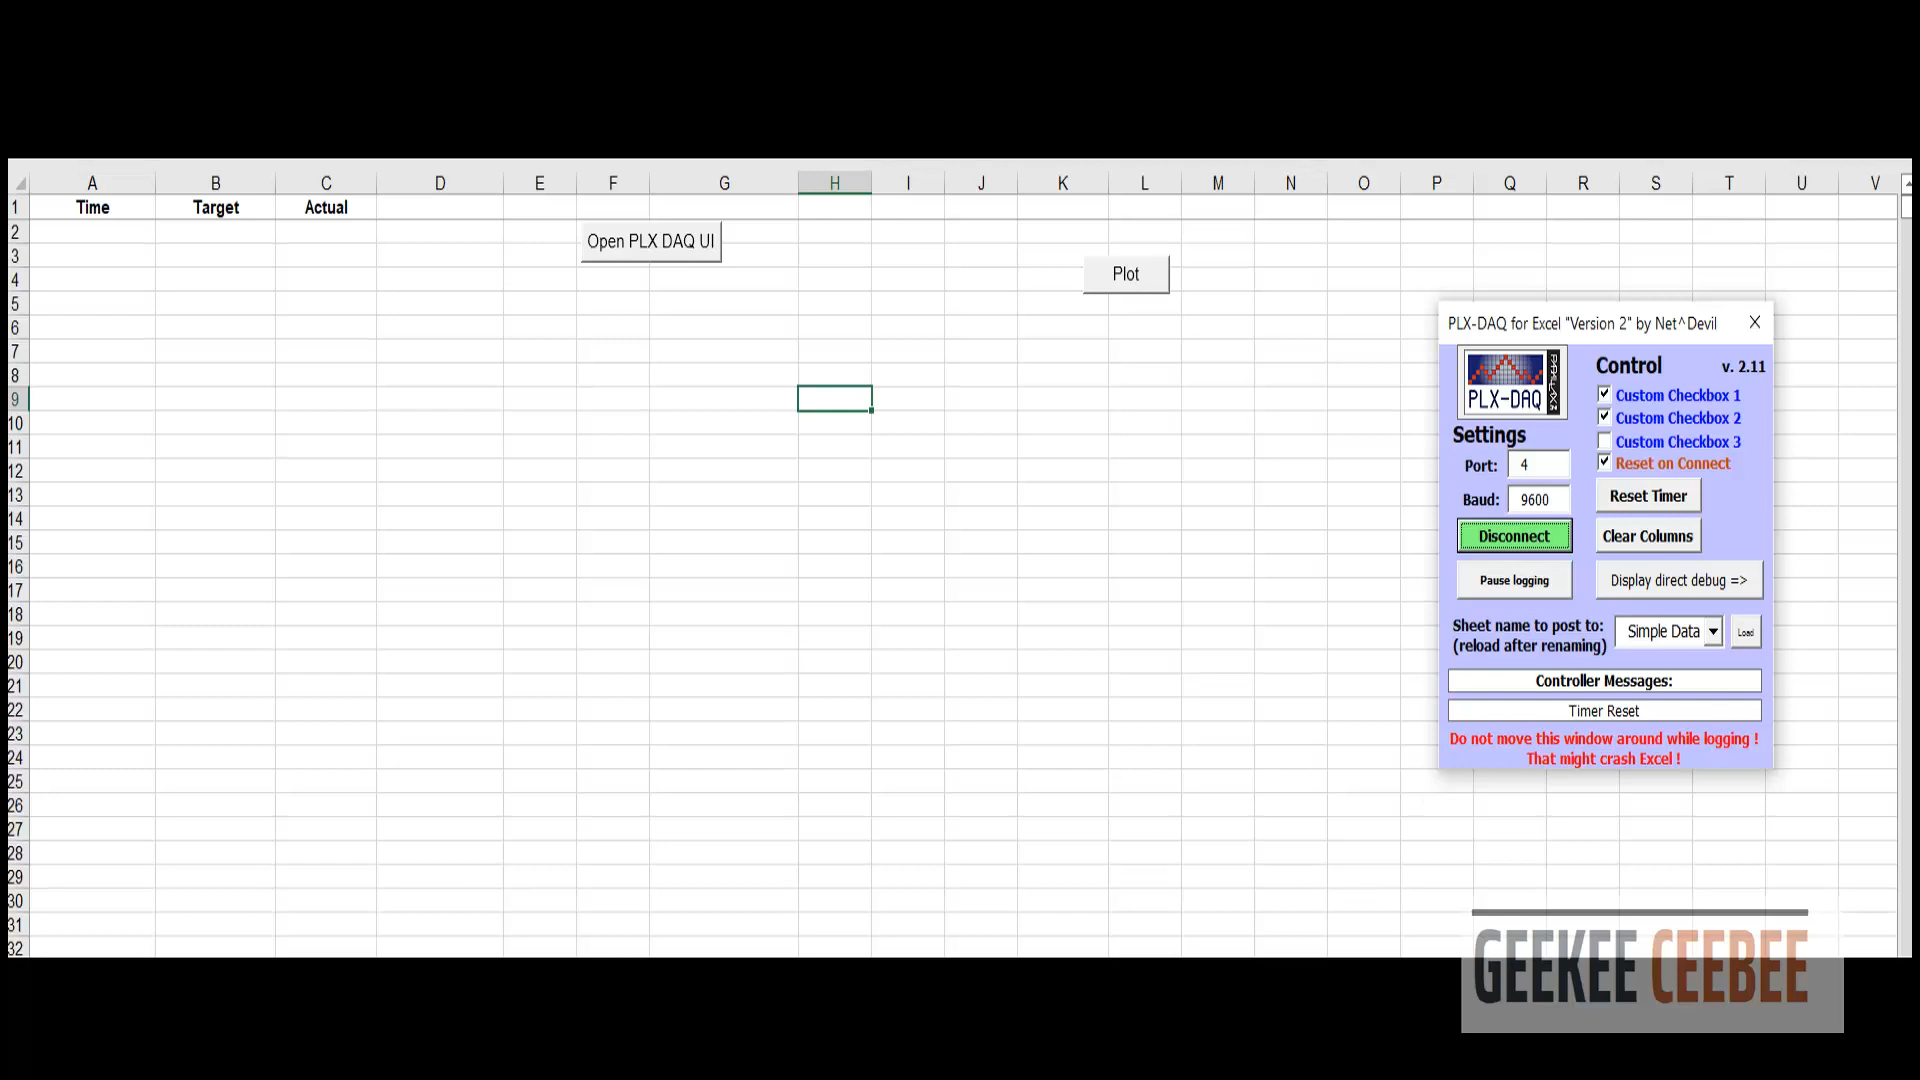 A B C D E F G H I J K L M N O P Q R S T U V
1 Time Target Actual
2
Open PLX DAQ UI
3
Plot
4
5
6
7
8
9
10
11
12
13
14
15
16
17
18
19
20
21
22
23
24
25
26
27
28
29
30
31
32
PLX-DAQ for Excel "Version 2" by Net^Devil
PLX-DAQ
PARALLAX
Control v. 2.11
Custom Checkbox 1
Custom Checkbox 2
Custom Checkbox 3
Reset on Connect
Settings
Port: 4
Baud: 9600
Reset Timer
Disconnect
Clear Columns
Pause logging
Display direct debug =>
Sheet name to post to:
(reload after renaming)
Simple Data
Load
Controller Messages:
Timer Reset
Do not move this window around while logging !
That might crash Excel !
GEEKEE CEEBEE